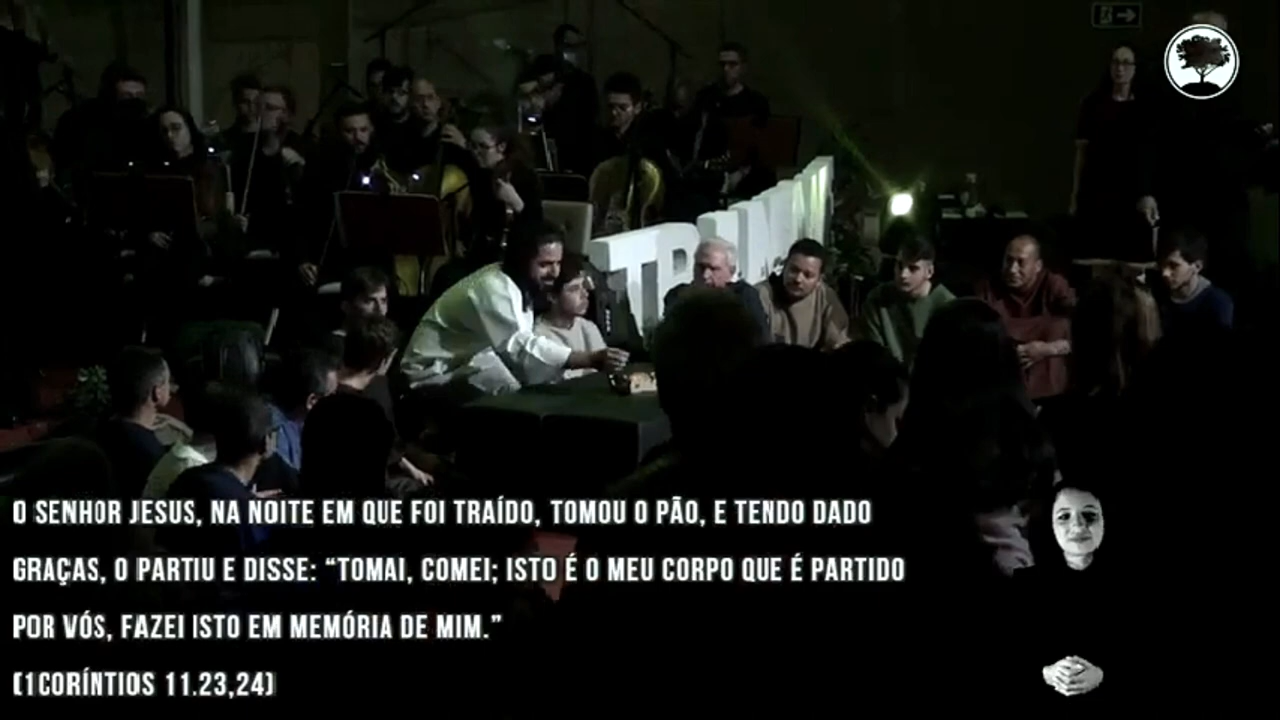 O SENHOR JESUS, NA NOITE EM QUE FOI TRAÍDO, TOMOU O PÃO, E TENDO DADO
GRAÇAS, O PARTIU E DISSE: “TOMAI, COMEI; ISTO É O MEU CORPO QUE É PARTIDO
POR VÓS, FAZEI ISTO EM MEMÓRIA DE MIM.”
(1CORÍNTIOS 11.23,24)